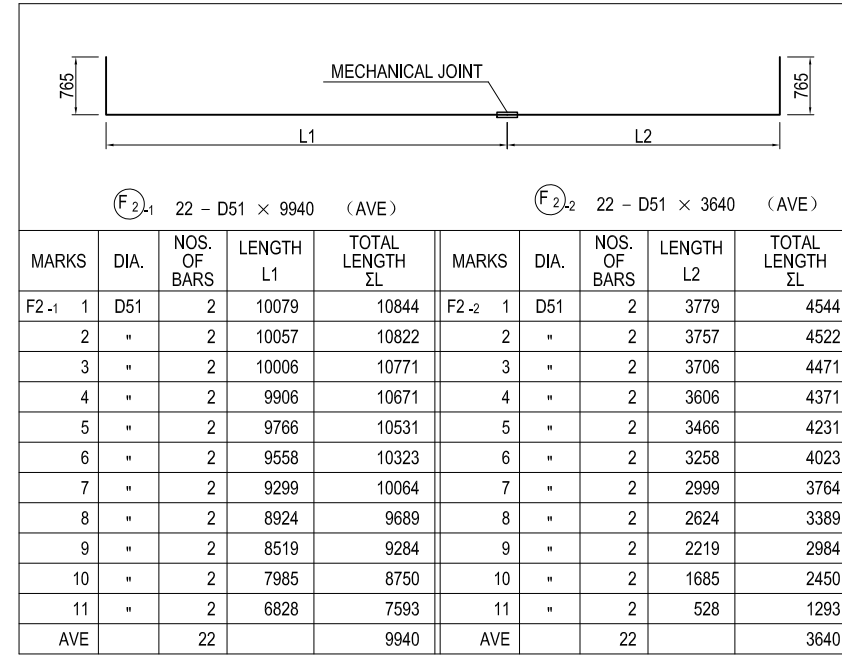 MECHANICAL JOINT
765
765
L1
L2
F 2 -1 22 – D51 × 9940 （AVE）
F 2 -2 22 – D51 × 3640 （AVE）
MARKS DIA. NOS. OF BARS LENGTH L1 TOTAL LENGTH ΣL MARKS DIA. NOS. OF BARS LENGTH L2 TOTAL LENGTH ΣL
F2 -1 1 D51 2 10079 10844 F2 -2 1 D51 2 3779 4544
2 " 2 10057 10822 2 " 2 3757 4522
3 " 2 10006 10771 3 " 2 3706 4471
4 " 2 9906 10671 4 " 2 3606 4371
5 " 2 9766 10531 5 " 2 3466 4231
6 " 2 9558 10323 6 " 2 3258 4023
7 " 2 9299 10064 7 " 2 2999 3764
8 " 2 8924 9689 8 " 2 2624 3389
9 " 2 8519 9284 9 " 2 2219 2984
10 " 2 7985 8750 10 " 2 1685 2450
11 " 2 6828 7593 11 " 2 528 1293
AVE 22 9940 AVE 22 3640